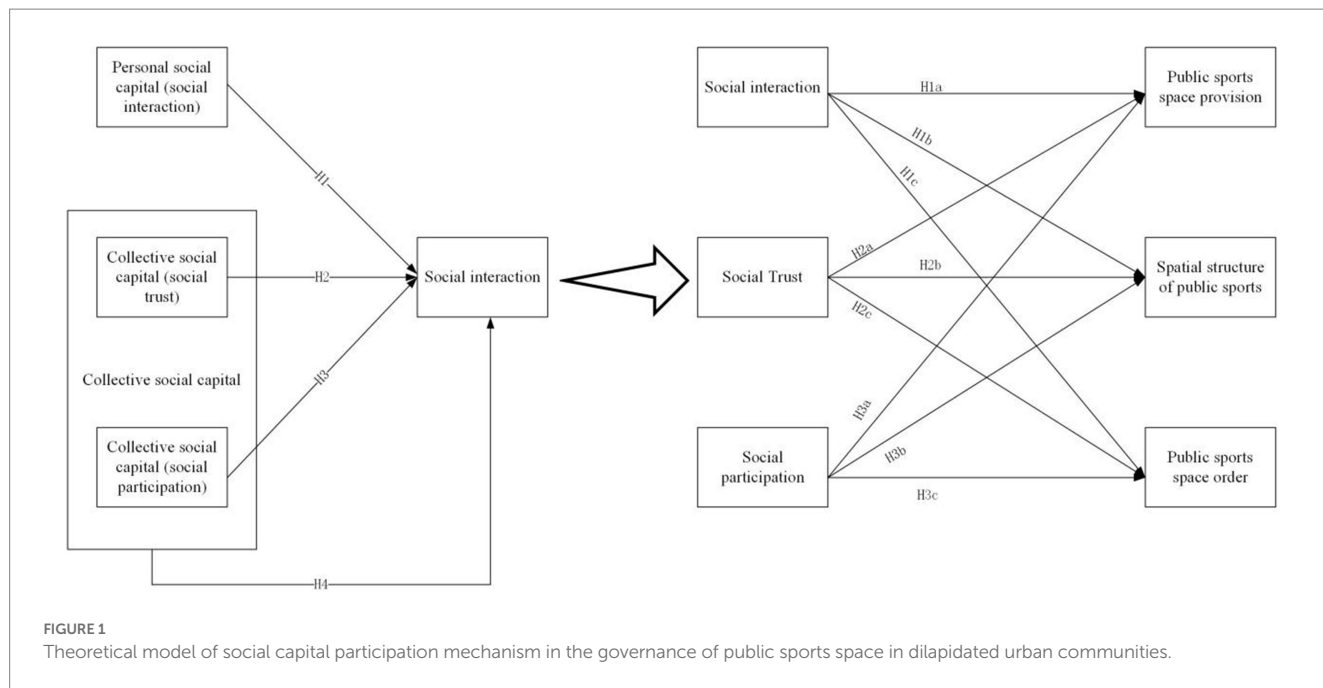 Personal social
capital (social
interaction)
H1
Collective social
capital (social
trust)
H2
Collective social capital
H3
Collective social
capital (social
participation)
H4
Social interaction
Social interaction
H1a
H1b
H1c
Public sports
space provision
Social Trust
H2a
H2b
H2c
Spatial structure
of public sports
Social
participation
H3a
H3b
H3c
Public sports
space order
FIGURE 1
Theoretical model of social capital participation mechanism in the governance of public sports space in dilapidated urban communities.